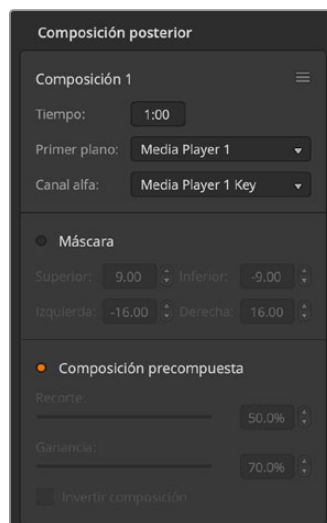 Composición posterior
Composición 1
Tiempo: 1:00
Primer plano: Media Player 1
Canal alfa: Media Player 1 Key
Máscara
Superior: 9.00 Inferior: -9.00
Izquierda: -16.00 Derecha: 16.00
Composición precompuesta
Recorte:
50.0%
Ganancia:
70.0%
Invertir composición